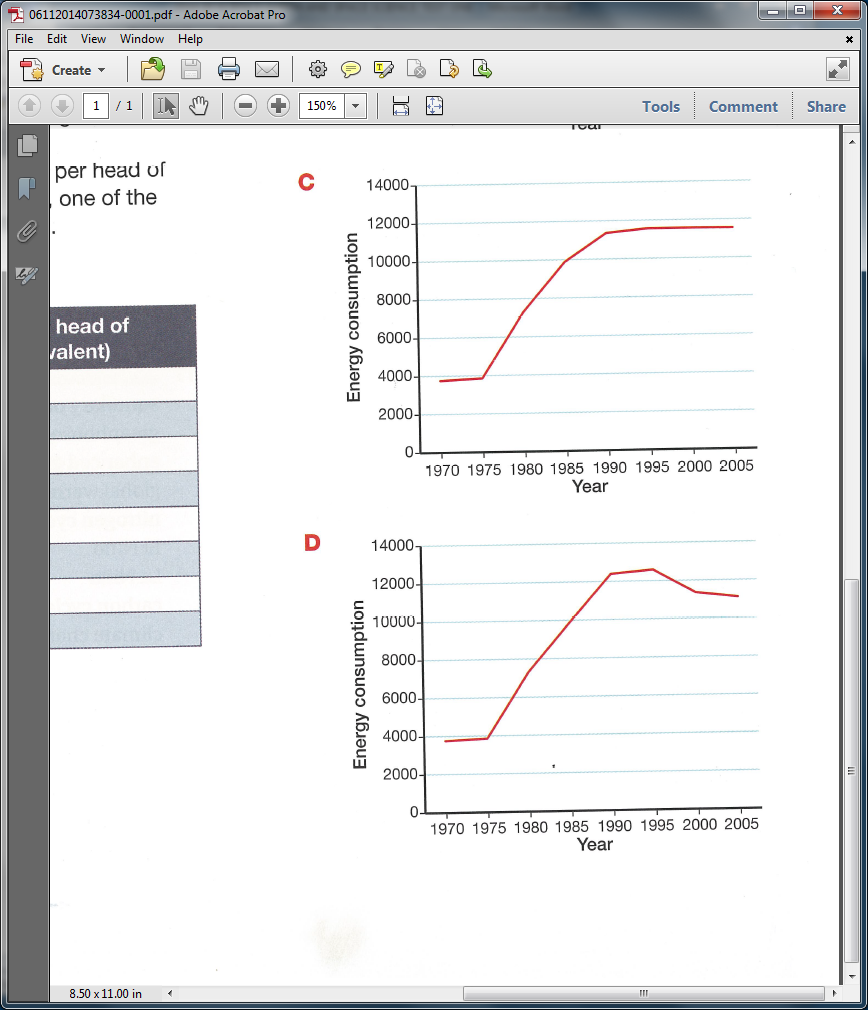 06112014073834-0001.pdf - Adobe Acrobat Pro
File Edit View Window Help
Create
1 / 1 150% Tools Comment Share
Year
per head of
, one of the
.
head of
valent)
C
Energy consumption
14000
12000
10000
8000
6000
4000
2000
0
1970 1975 1980 1985 1990 1995 2000 2005
Year
D
Energy consumption
14000
12000
10000
8000
6000
4000
2000
0
1970 1975 1980 1985 1990 1995 2000 2005
Year
8.50 x 11.00 in